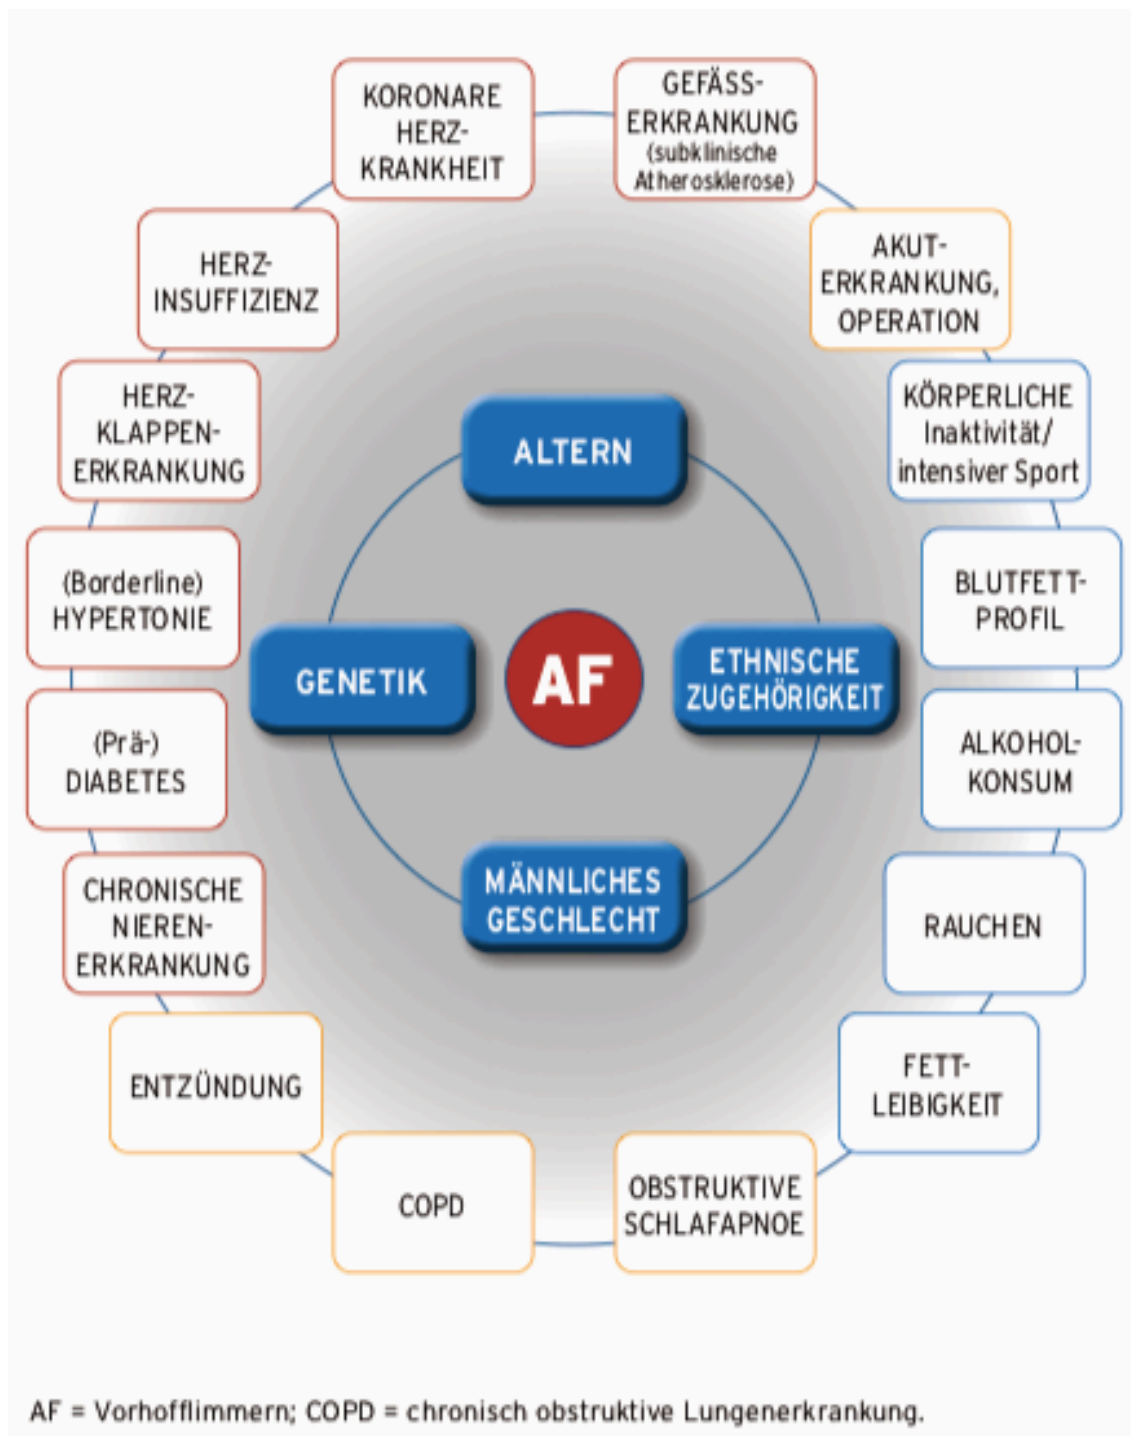 KORONARE
HERZ-
KRANKHEIT
GEFÄSS-
ERKRANKUNG
(subklinische
Atherosklerose)
HERZ-
INSUFFIZIENZ
AKUT-
ERKRANKUNG,
OPERATION
HERZ-
KLAPPEN-
ERKRANKUNG
ALTERN
KÖRPERLICHE
Inaktivität/
intensiver Sport
(Borderline)
HYPERTONIE
BLUTFETT-
PROFIL
GENETIK
AF
ETHNISCHE
ZUGEHÖRIGKEIT
(Prä-)
DIABETES
ALKOHOL-
KONSUM
CHRONISCHE
NIEREN-
ERKRANKUNG
MÄNNLICHES
GESCHLECHT
RAUCHEN
ENTZÜNDUNG
FETT-
LEIBIGKEIT
COPD
OBSTRUKTIVE
SCHLAFAPNOE
AF = Vorhofflimmern; COPD = chronisch obstruktive Lungenerkrankung.